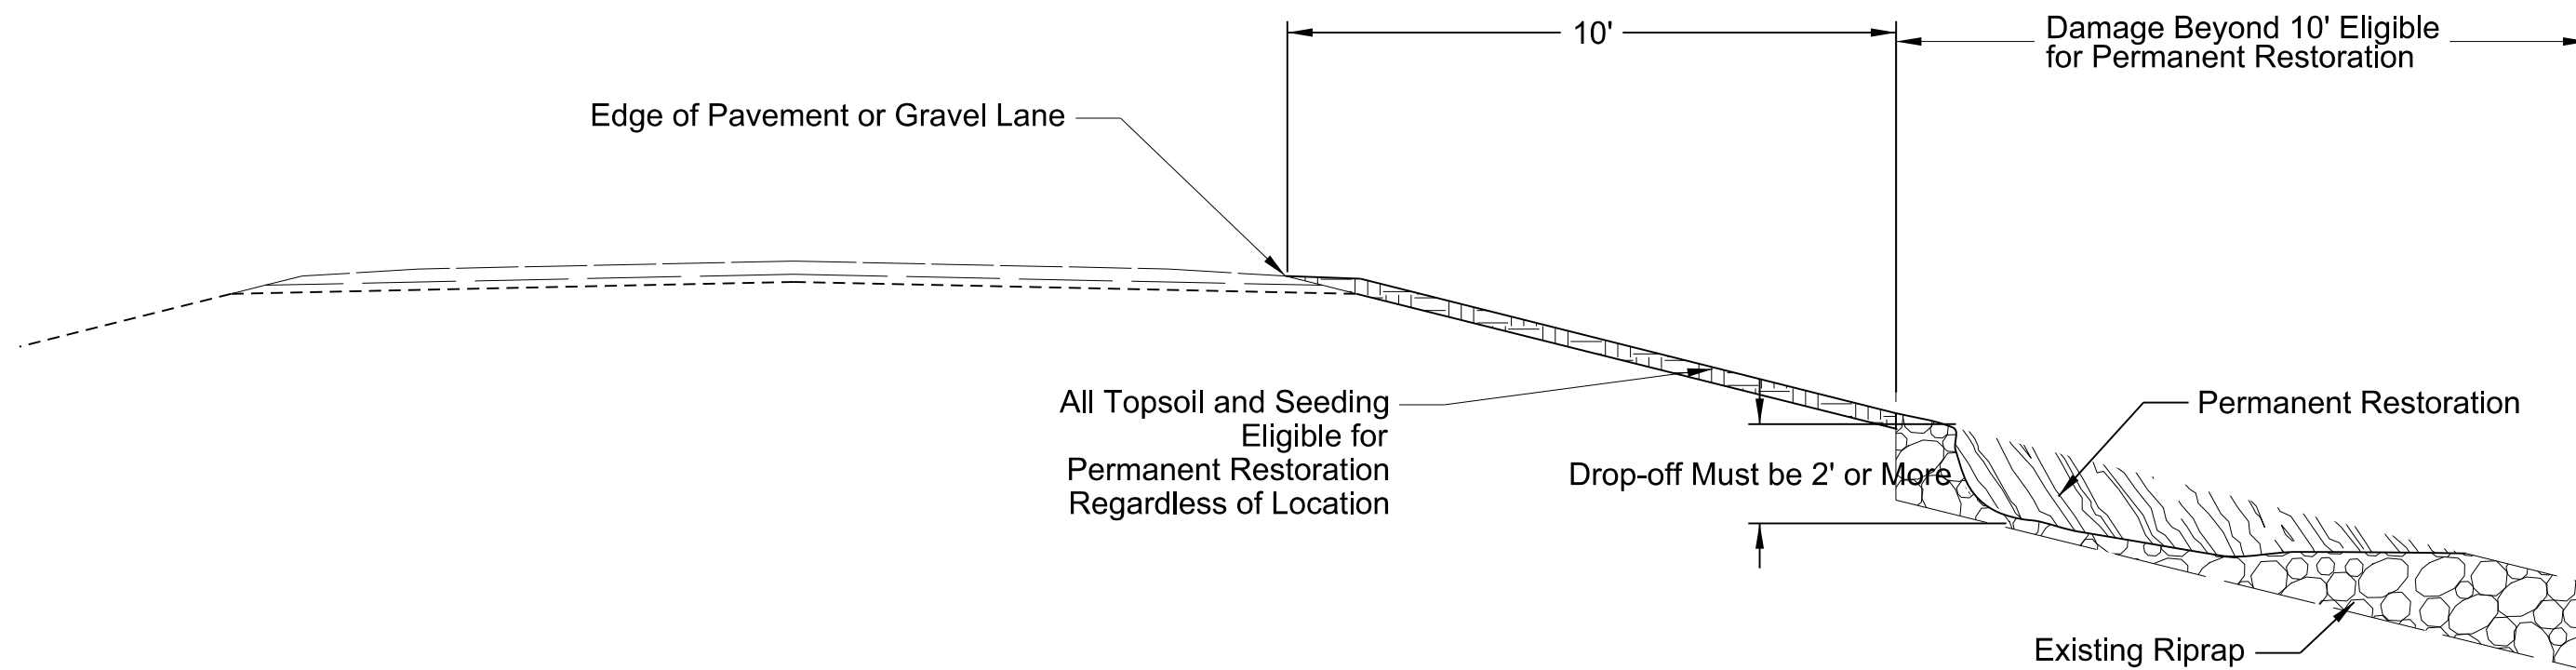 10'
Damage Beyond 10' Eligible
for Permanent Restoration
Edge of Pavement or Gravel Lane
All Topsoil and Seeding
Eligible for
Permanent Restoration
Regardless of Location
Permanent Restoration
Drop-off Must be 2' or More
Existing Riprap